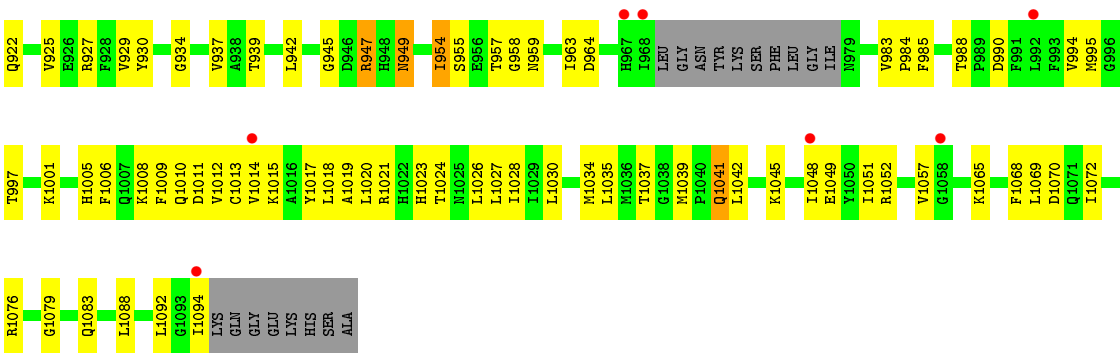 Q922 V925 E926 R927 F928 V929 Y930 G934 V937 A938 T939 L942 G945 D946 R947 H948 N949 I954 S955 E956 T957 G958 N959 I963 D964 H967 I968 LEU GLY ASN TYR LYS SER PHE LEU GLY ILE N979 V983 P984 F985 T988 P989 D990 F991 L992 F993 V994 M995 G996
T997 K1001 H1005 F1006 Q1007 K1008 F1009 Q1010 D1011 V1012 C1013 V1014 K1015 A1016 Y1017 L1018 A1019 L1020 R1021 H1022 H1023 T1024 N1025 L1026 L1027 I1028 I1029 L1030 M1034 L1035 M1036 T1037 G1038 M1039 P1040 Q1041 L1042 K1045 I1048 E1049 Y1050 I1051 R1052 V1057 G1058 K1065 F1068 L1069 D1070 Q1071 I1072
R1076 G1079 Q1083 L1088 L1092 G1093 I1094 LYS GLN GLY GLU LYS HIS SER ALA